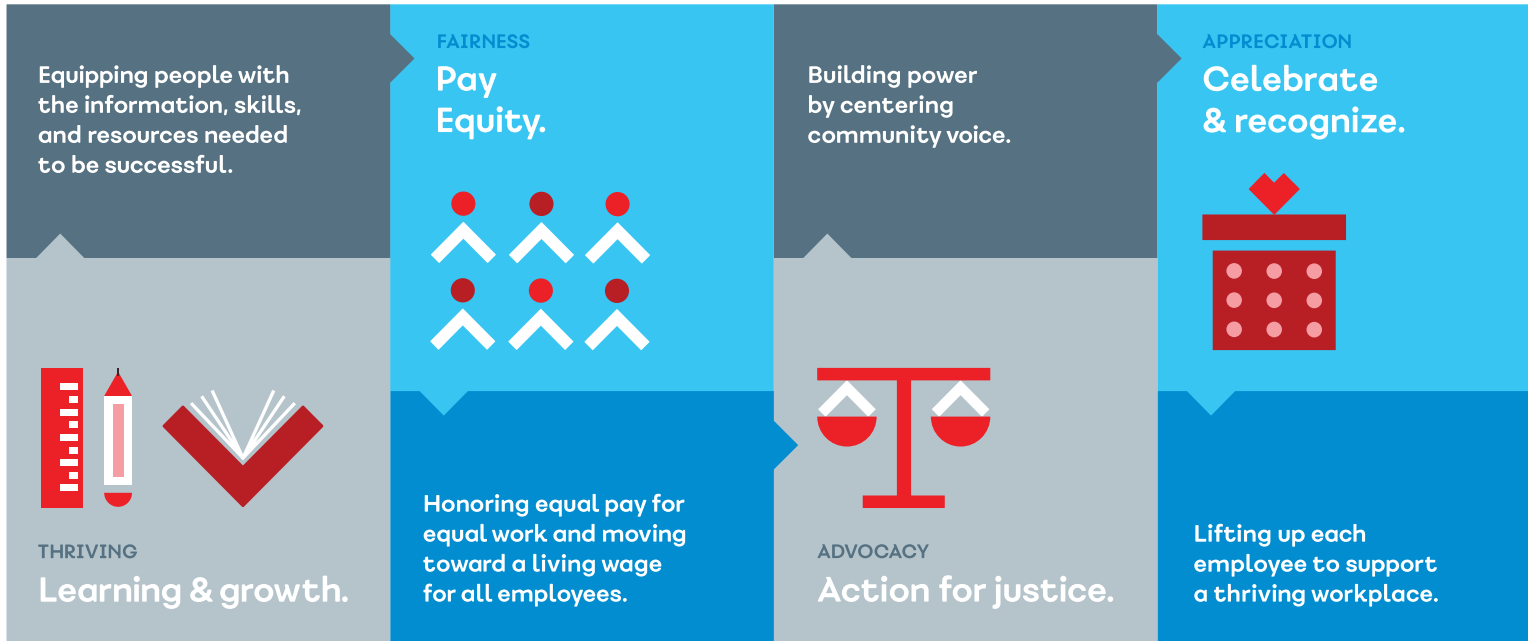 THRIVING
Learning & growth.
Equipping people with
the information, skills,
and resources needed
to be successful.
FAIRNESS
Pay
Equity.
Honoring equal pay for
equal work and moving
toward a living wage
for all employees.
ADVOCACY
Action for justice.
Building power
by centering
community voice.
APPRECIATION
Celebrate
& recognize.
Lifting up each
employee to support
a thriving workplace.